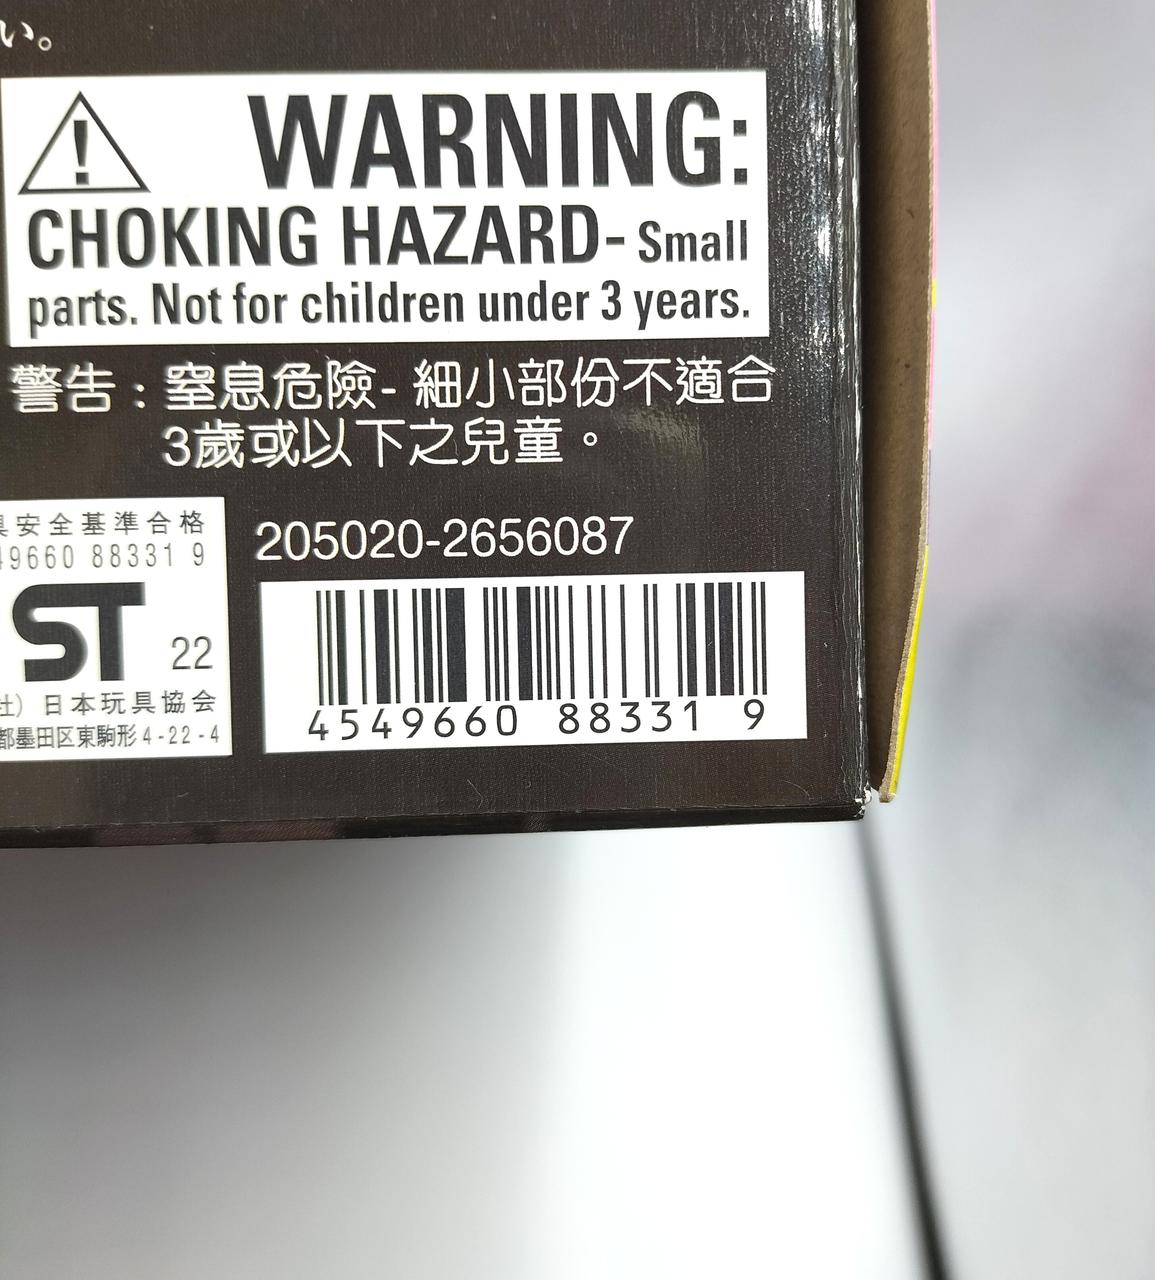 い。
WARNING:
CHOKING HAZARD- Small
parts. Not for children under 3 years.
警告：窒息危險- 細小部份不適合
3歲或以下之兒童。
具安全基準合格
49660 88331 9
ST 22
社）日本玩具協会
都墨田区東駒形4-22-4
205020-2656087
4549660 88331 9